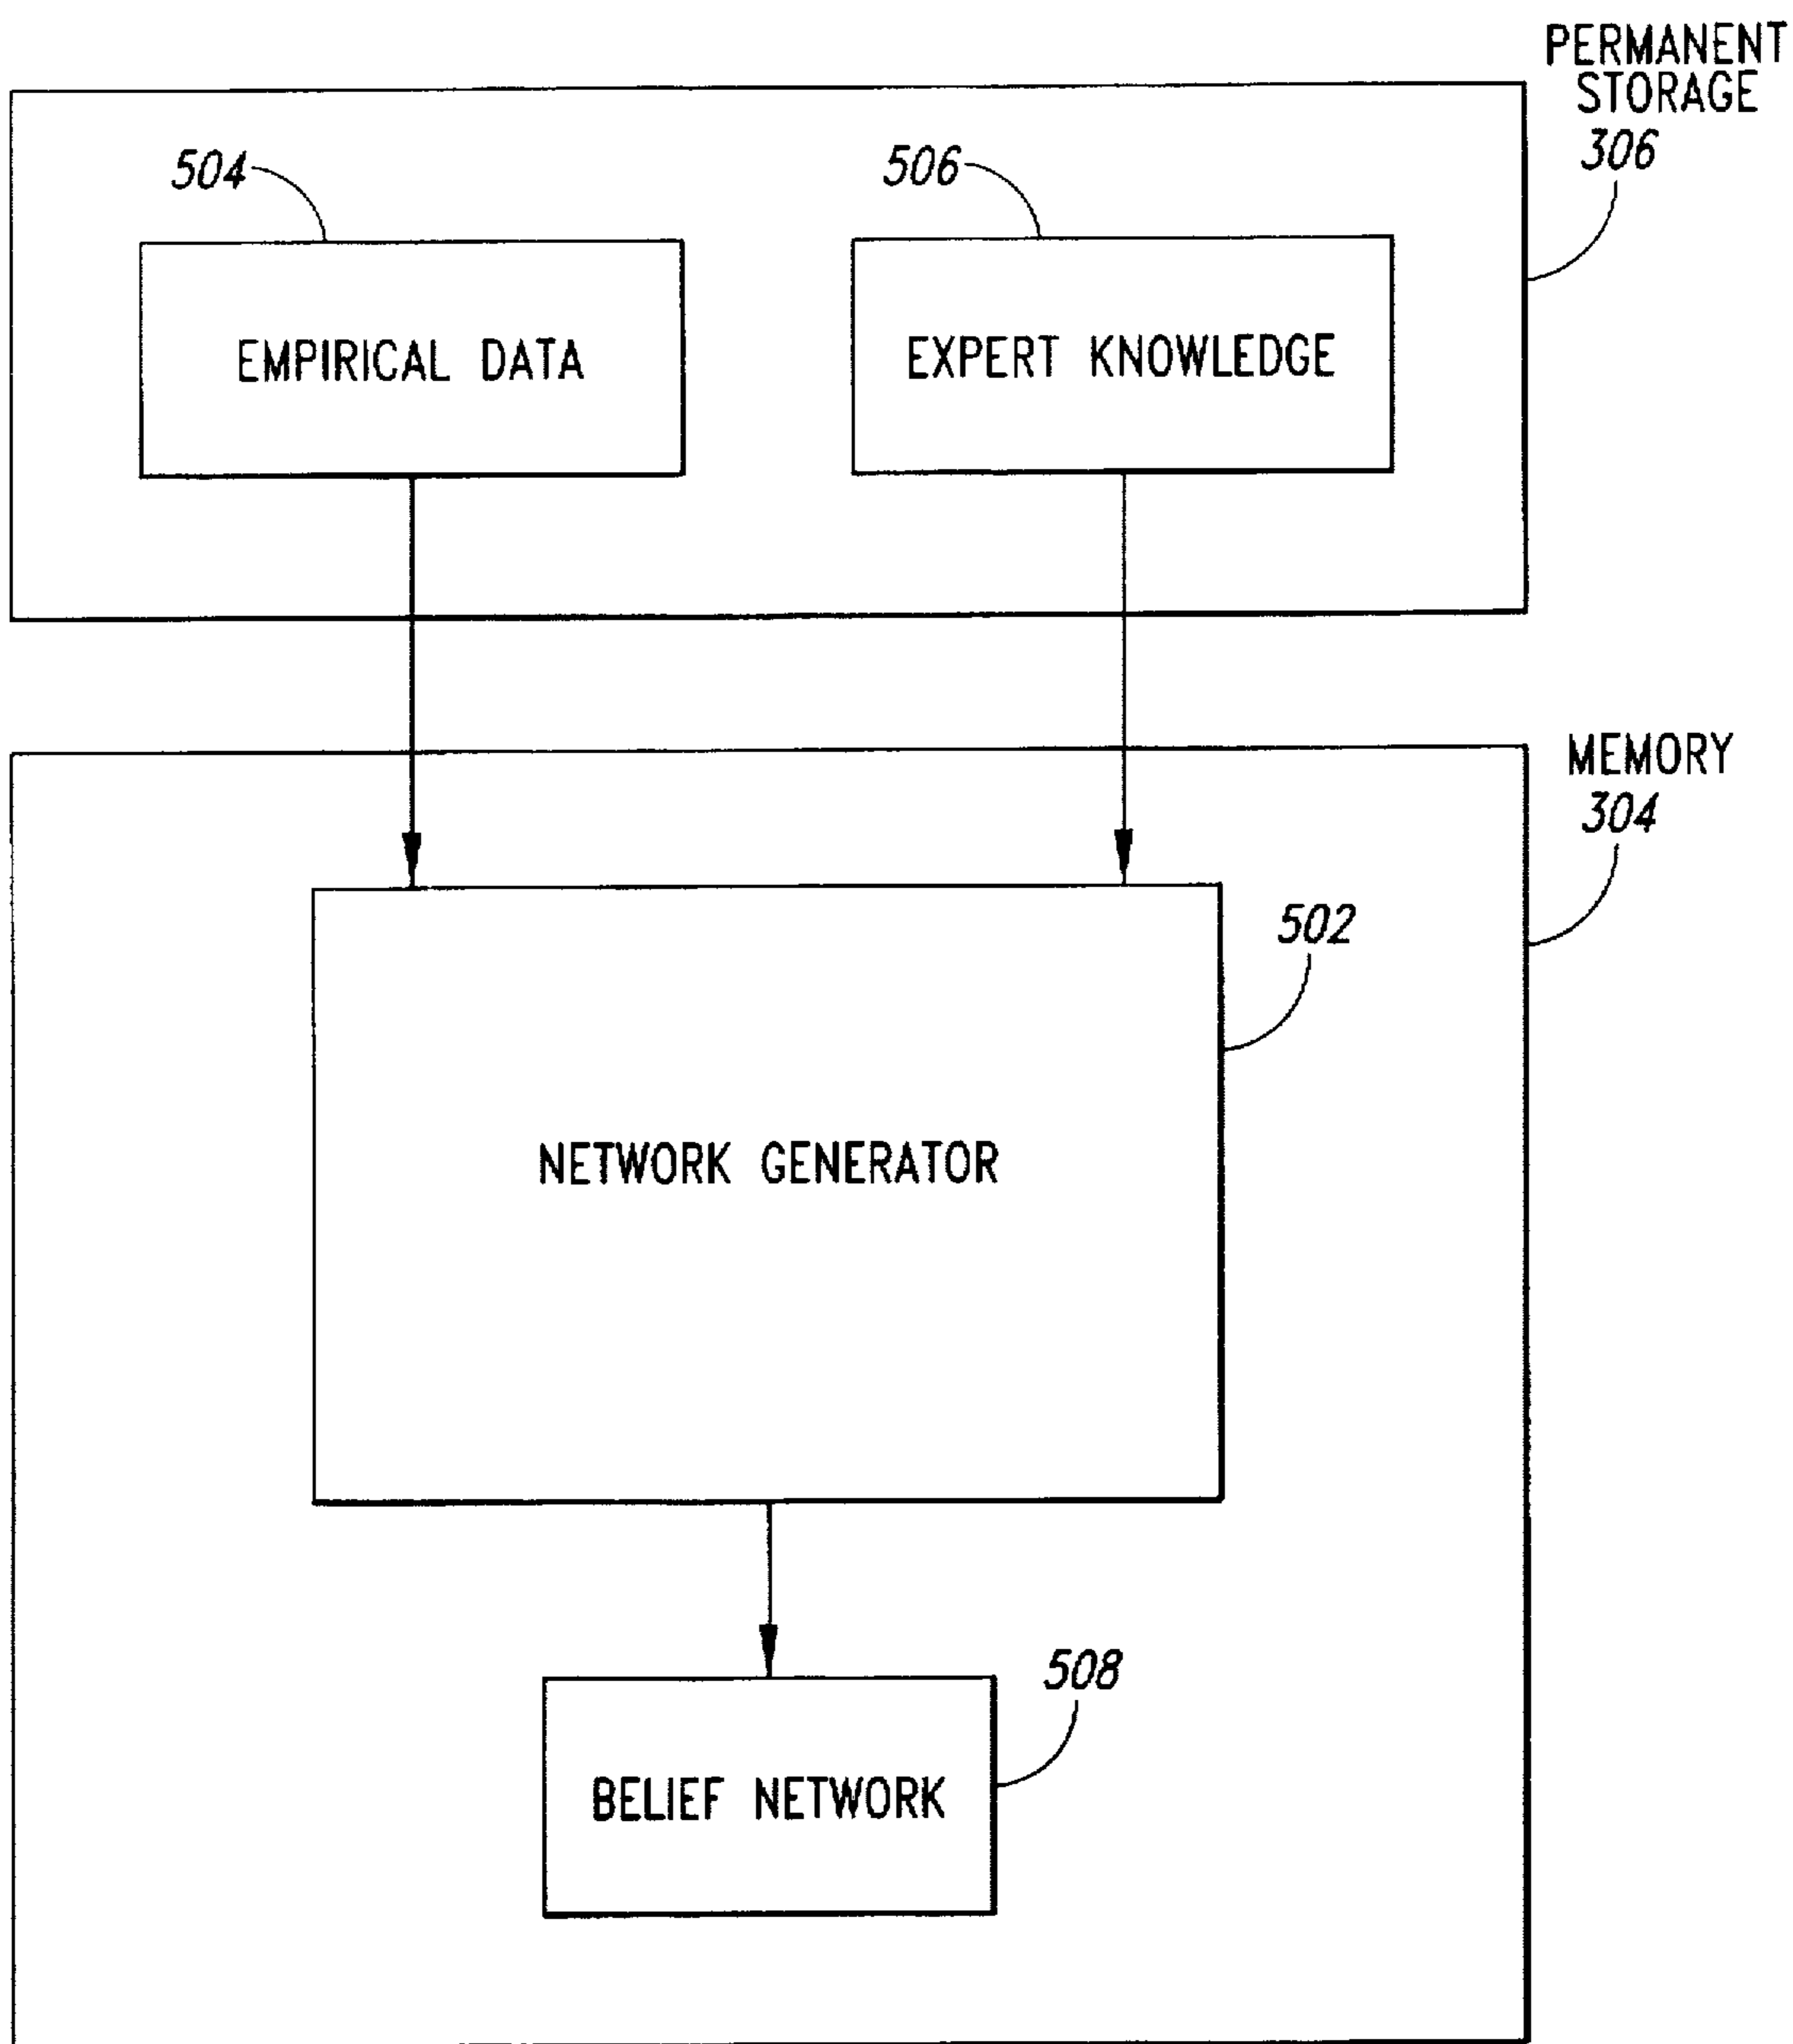 PERMANENT
STORAGE
306
504
506
EMPIRICAL DATA
EXPERT KNOWLEDGE
MEMORY
304
502
NETWORK GENERATOR
508
BELIEF NETWORK